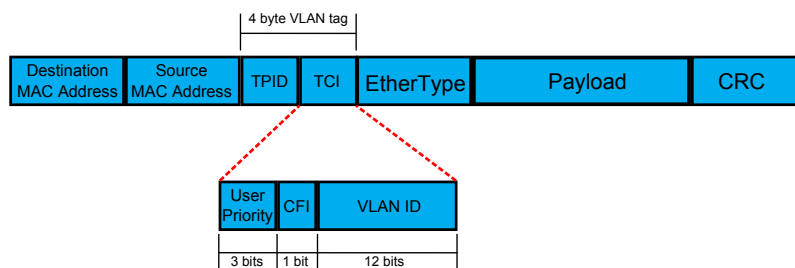 4 byte VLAN tag
Destination
MAC Address
Source
MAC Address
TPID
TCI
EtherType
Payload
CRC
User
Priority
CFI
VLAN ID
3 bits
1 bit
12 bits